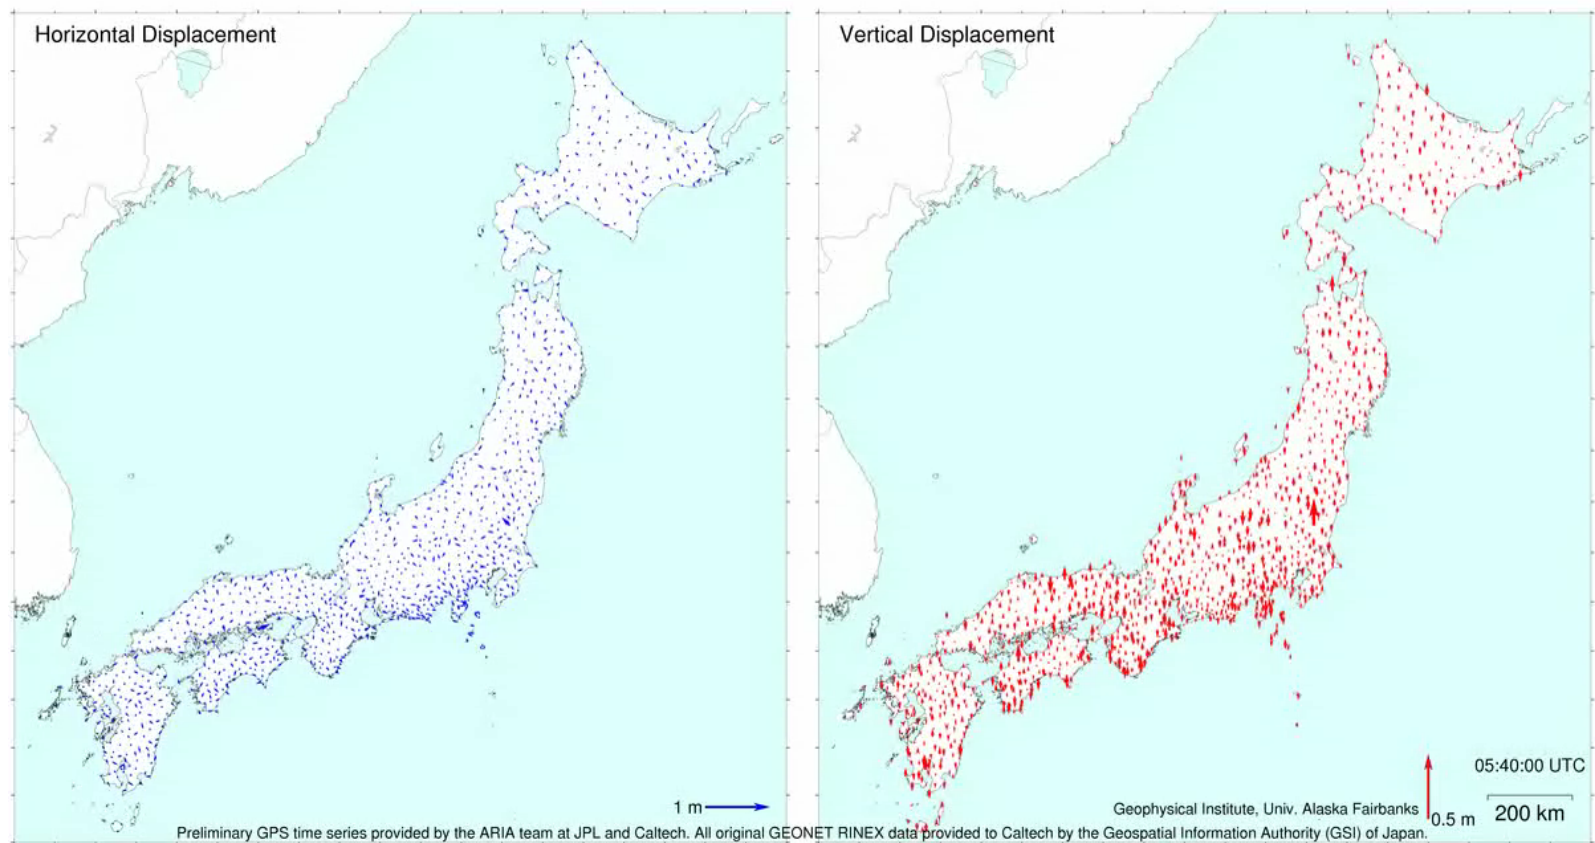 Horizontal Displacement
Vertical Displacement
05:40:00 UTC
1 m
Geophysical Institute, Univ. Alaska Fairbanks
0.5 m
200 km
Preliminary GPS time series provided by the ARIA team at JPL and Caltech. All original GEONET RINEX data provided to Caltech by the Geospatial Information Authority (GSI) of Japan.